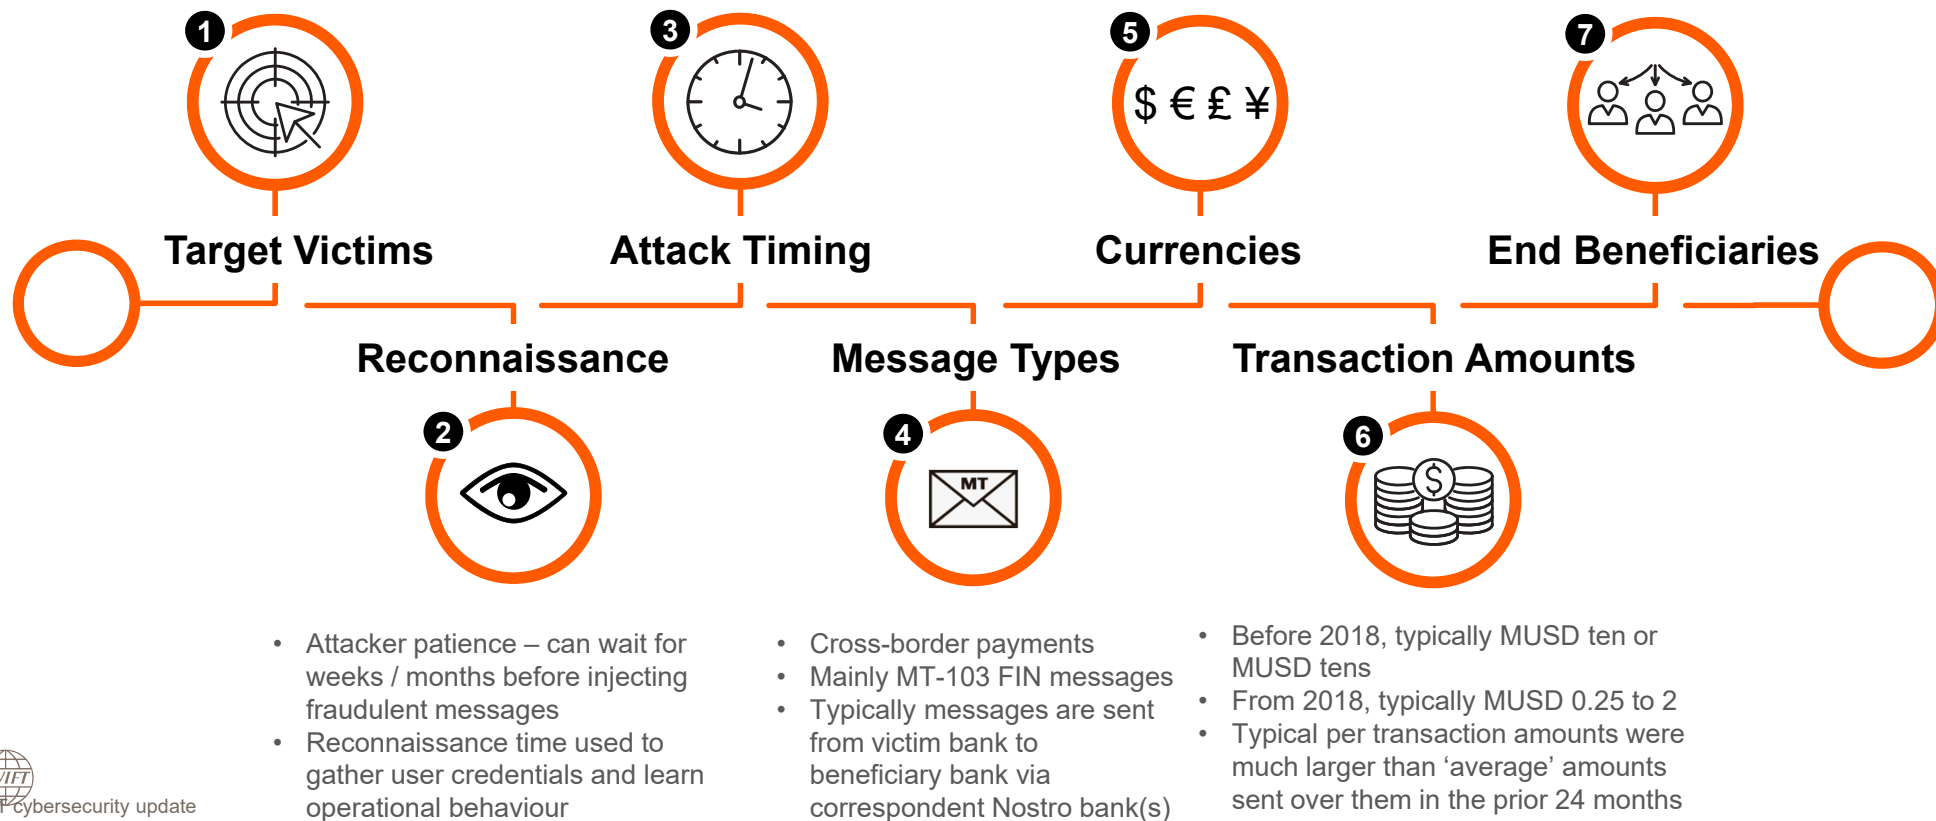 1
3
5
7
$ € £ ¥
Target Victims
Attack Timing
Currencies
End Beneficiaries
Reconnaissance
Message Types
Transaction Amounts
2
4
6
MT
$
• Attacker patience – can wait for
weeks / months before injecting
fraudulent messages
• Reconnaissance time used to
gather user credentials and learn
operational behaviour
• Cross-border payments
• Mainly MT-103 FIN messages
• Typically messages are sent
from victim bank to
beneficiary bank via
correspondent Nostro bank(s)
• Before 2018, typically MUSD ten or
MUSD tens
• From 2018, typically MUSD 0.25 to 2
• Typical per transaction amounts were
much larger than ‘average’ amounts
sent over them in the prior 24 months
cybersecurity update